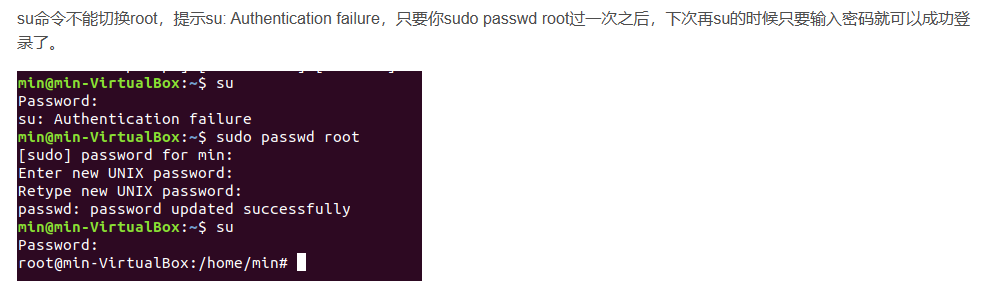 su命令不能切换root，提示su: Authentication failure，只要你sudo passwd root过一次之后，下次再su的时候只要输入密码就可以成功登
录了。
min@min-VirtualBox:~$ su
Password:
su: Authentication failure
min@min-VirtualBox:~$ sudo passwd root
[sudo] password for min:
Enter new UNIX password:
Retype new UNIX password:
passwd: password updated successfully
min@min-VirtualBox:~$ su
Password:
root@min-VirtualBox:/home/min#